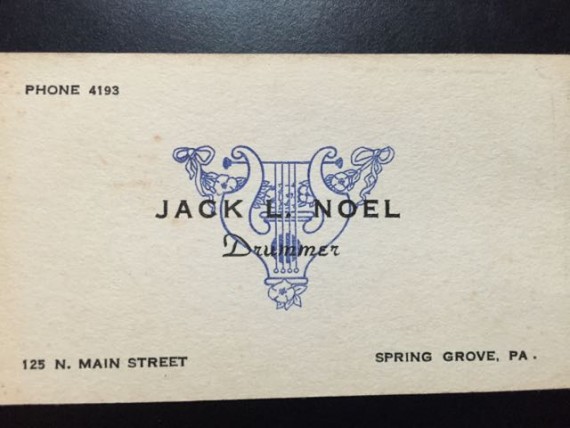 PHONE 4193
JACK L. NOEL
Drummer
125 N. MAIN STREET
SPRING GROVE, PA.